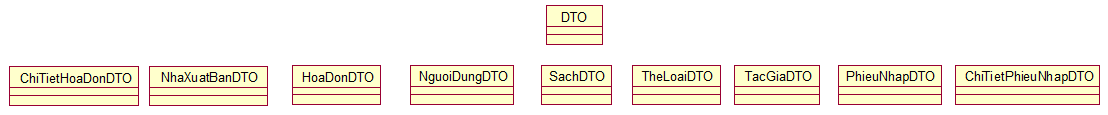 DTO
ChiTietHoaDonDTO
NhaXuatBanDTO
HoaDonDTO
NguoiDungDTO
SachDTO
TheLoaiDTO
TacGiaDTO
PhieuNhapDTO
ChiTietPhieuNhapDTO